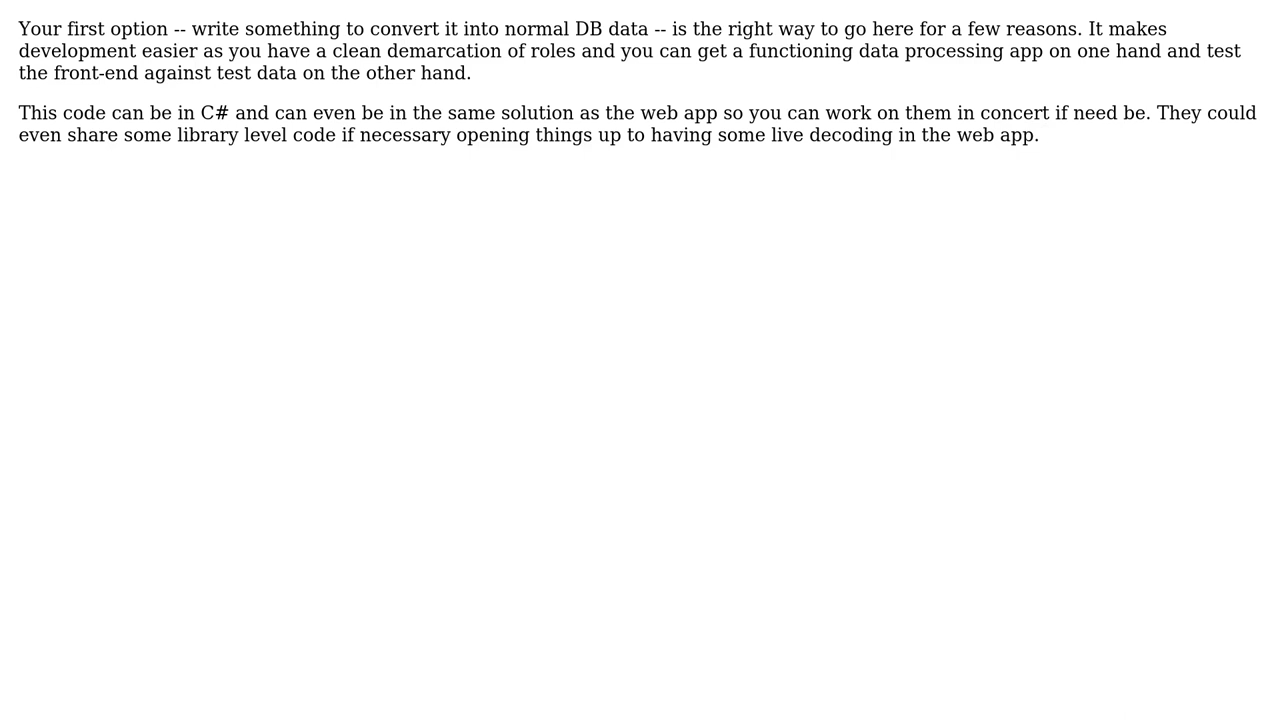 Your first option -- write something to convert it into normal DB data -- is the right way to go here for a few reasons. It makes
development easier as you have a clean demarcation of roles and you can get a functioning data processing app on one hand and test
the front-end against test data on the other hand.
This code can be in C# and can even be in the same solution as the web app so you can work on them in concert if need be. They could
even share some library level code if necessary opening things up to having some live decoding in the web app.